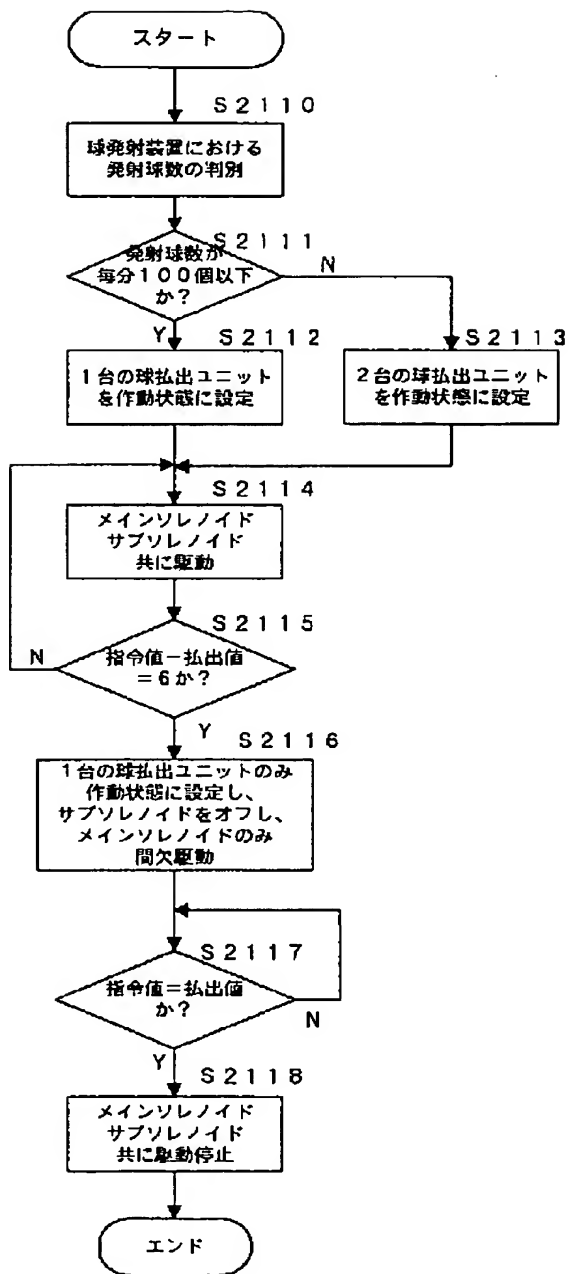 スタート
S2110
球発射装置における
発射球数の判別
S2111
発射球数が
毎分100個以下
か?
N
Y
S2112
1台の球払出ユニット
を作動状態に設定
S2113
2台の球払出ユニット
を作動状態に設定
S2114
メインソレノイド
サブソレノイド
共に駆動
S2115
指令値－払出値
＝6か?
N
Y
S2116
1台の球払出ユニットのみ
作動状態に設定し、
サブソレノイドをオフし、
メインソレノイドのみ
間欠駆動
S2117
指令値＝払出値
か?
N
Y
S2118
メインソレノイド
サブソレノイド
共に駆動停止
エンド